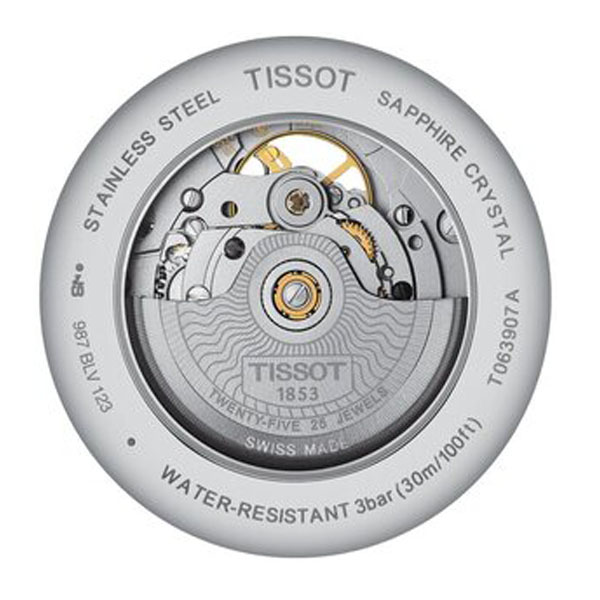 TISSOT
STAINLESS STEEL
SAPPHIRE CRYSTAL
T063907A
987 BLV 123
WATER-RESISTANT 3bar (30m/100ft)
TISSOT
1853
TWENTY-FIVE 25 JEWELS
SWISS MADE